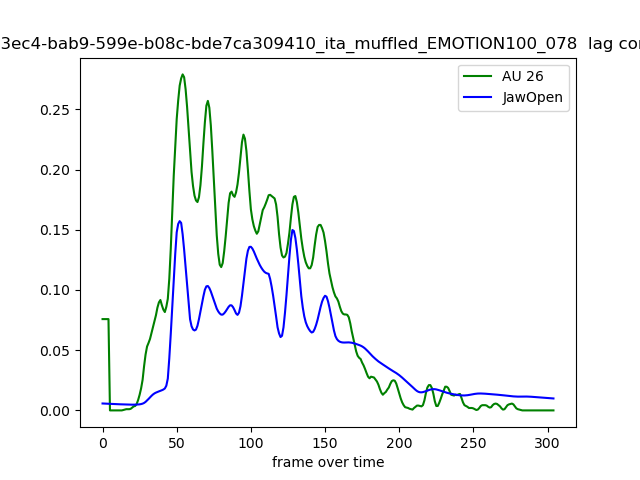 3ec4-bab9-599e-b08c-bde7ca309410_ita_muffled_EMOTION100_078 lag
AU 26
JawOpen
0.25
0.20
0.15
0.10
0.05
0.00
0 50 100 150 200 250 300
frame over time